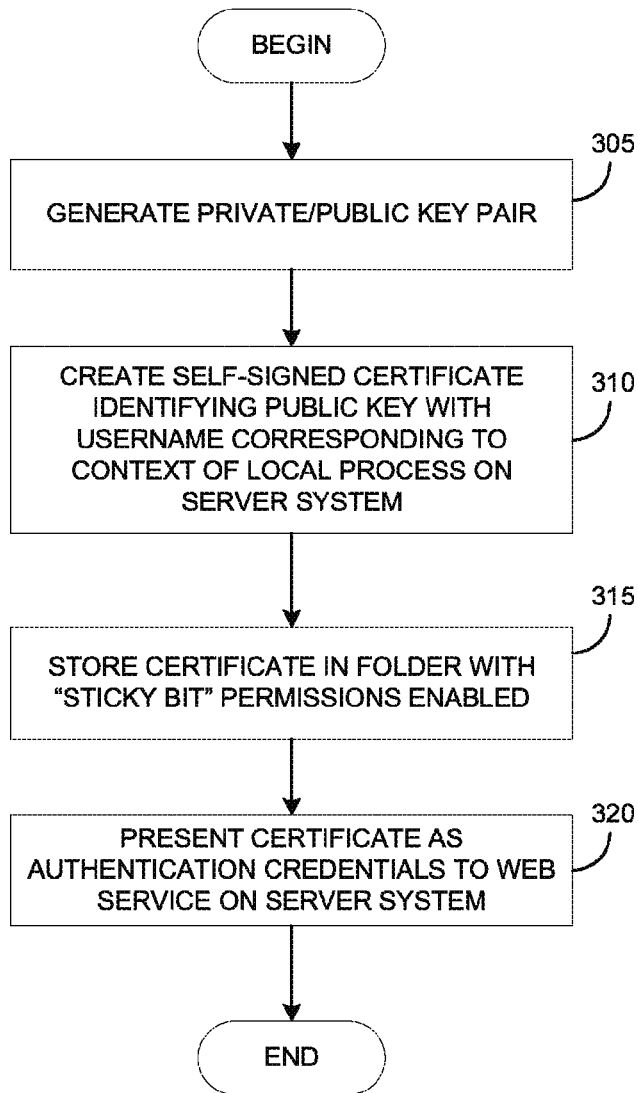 BEGIN
305
GENERATE PRIVATE/PUBLIC KEY PAIR
310
CREATE SELF-SIGNED CERTIFICATE
IDENTIFYING PUBLIC KEY WITH
USERNAME CORRESPONDING TO
CONTEXT OF LOCAL PROCESS ON
SERVER SYSTEM
315
STORE CERTIFICATE IN FOLDER WITH
“STICKY BIT” PERMISSIONS ENABLED
320
PRESENT CERTIFICATE AS
AUTHENTICATION CREDENTIALS TO WEB
SERVICE ON SERVER SYSTEM
END